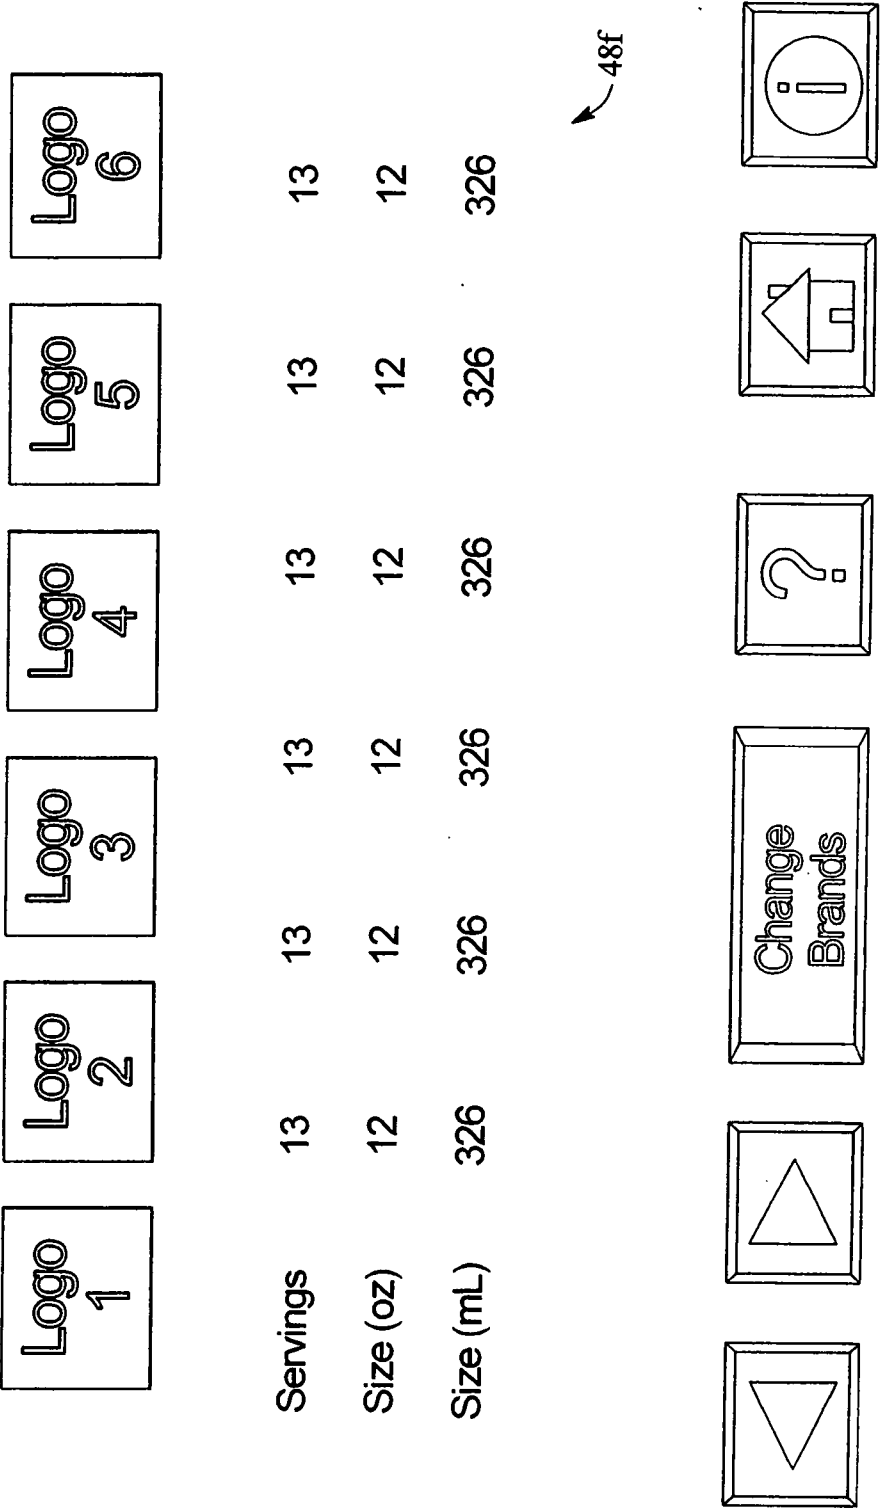 Logo
1
Logo
2
Logo
3
Logo
4
Logo
5
Logo
6
Servings 13 13 13 13 13 13
Size (oz) 12 12 12 12 12 12
Size (mL) 326 326 326 326 326 326
48f
Change
Brands
?
i